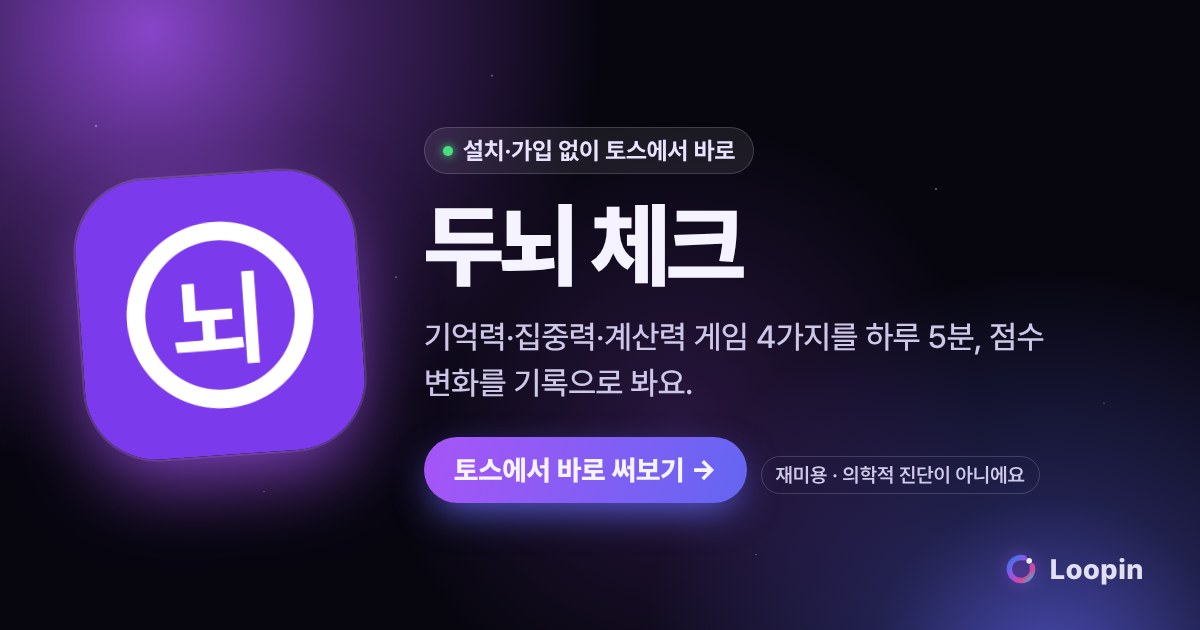 뇌
설치·가입 없이 토스에서 바로
두뇌 체크
기억력·집중력·계산력 게임 4가지를 하루 5분, 점수
변화를 기록으로 봐요.
토스에서 바로 써보기 →
재미용 · 의학적 진단이 아니에요
Loopin